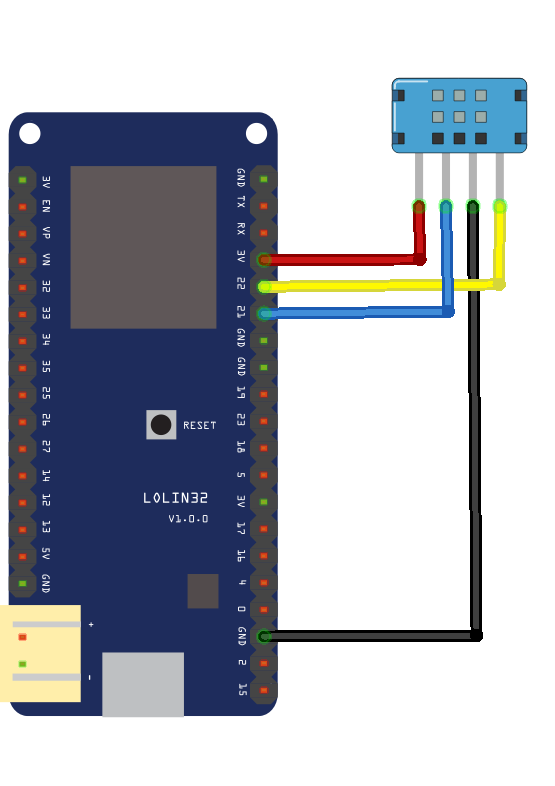 3V
EN
VP
VN
32
33
34
35
25
26
27
14
12
13
5V
GND
+
-
GND
TX
RX
3V
22
21
GND
GND
19
23
18
5
3V
17
16
4
0
GND
2
15
RESET
LOLIN32
V1.0.0